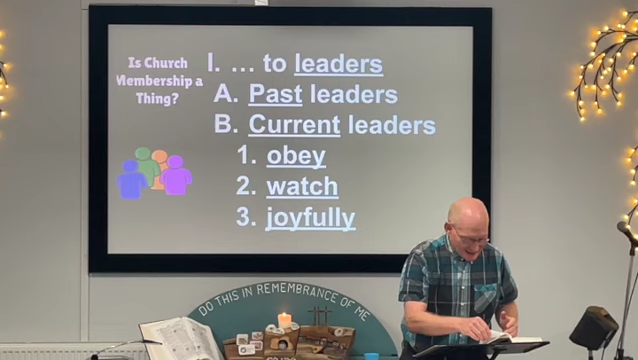 Is Church
Membership a
Thing?
I. ... to leaders
A. Past leaders
B. Current leaders
1. obey
2. watch
3. joyfully
DO THIS IN REMEMBRANCE OF ME